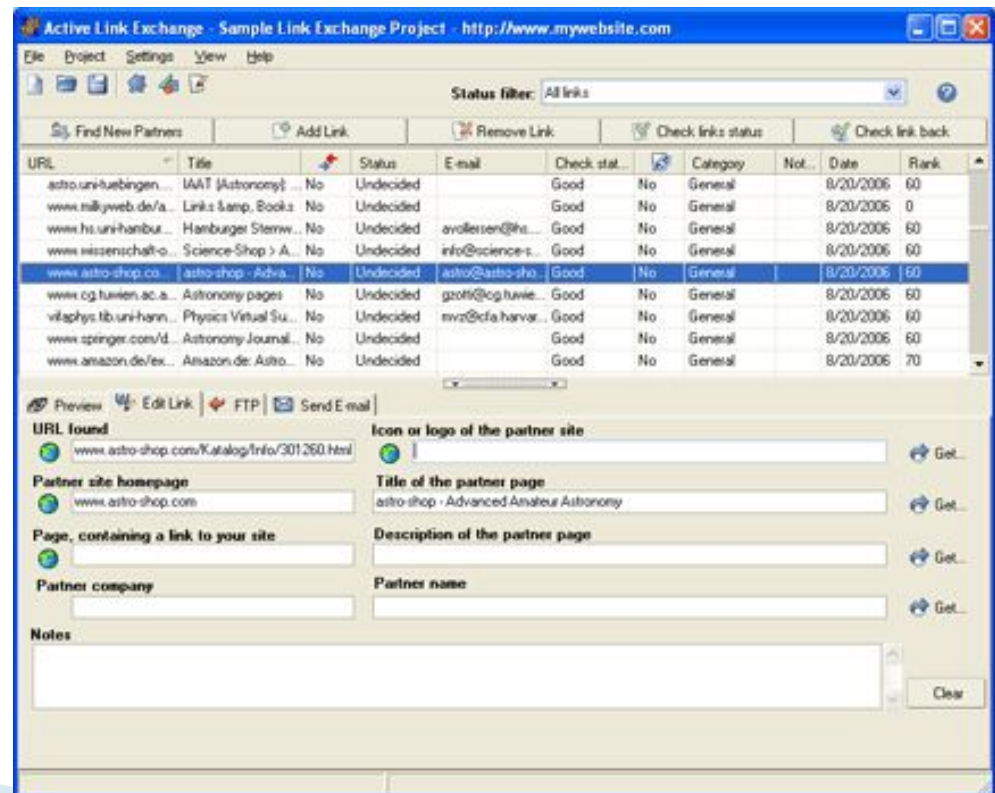 Active Link Exchange - Sample Link Exchange Project - http://www.mywebsite.com
File Project Settings View Help
Status filter: All links
Find New Partners Add Link Remove Link Check links status Check link back
URL Title Status E-mail Check stat... Category Not... Date Rank
astro.uni-tuebingen.... IAAT (Astronomy): ... No Undecided Good No General 8/20/2006 60
www.milkyweb.de/a... Links &amp; Books No Undecided Good No General 8/20/2006 0
www.hs.uni-hambur... Hamburger Sternw... No Undecided avollersen@hs.... Good No General 8/20/2006 60
www.wissenschaft-o... Science-Shop > A... No Undecided info@science-s... Good No General 8/20/2006 60
www.astro-shop.co... astro-shop - Adva... No Undecided astro@astro-sho... Good No General 8/20/2006 60
www.cg.tuwien.ac.a... Astronomy pages No Undecided gzotti@cg.tuwie... Good No General 8/20/2006 60
vifaphys.tib.uni-hann... Physics Virtual Su... No Undecided mvz@cfa.harvar... Good No General 8/20/2006 60
www.springer.com/d... Astronomy Journal... No Undecided Good No General 8/20/2006 60
www.amazon.de/ex... Amazon.de: Astro... No Undecided Good No General 8/20/2006 70
Preview Edit Link FTP Send E-mail
URL found Icon or logo of the partner site
www.astro-shop.com/Katalog/Info/301260.html Get...
Partner site homepage Title of the partner page
www.astro-shop.com astro-shop - Advanced Amateur Astronomy Get...
Page, containing a link to your site Description of the partner page
Get...
Partner company Partner name
Get...
Notes
Clear